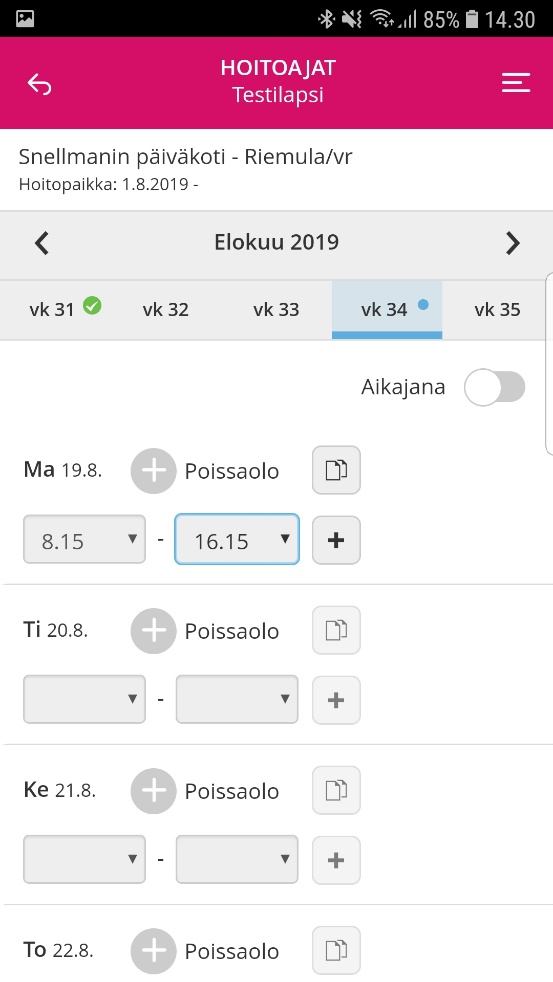 85% 14.30
HOITOAJAT
Testilapsi
Snellmanin päiväkoti - Riemula/vr
Hoitopaikka: 1.8.2019 -
Elokuu 2019
vk 31 vk 32 vk 33 vk 34 vk 35
Aikajana
Ma 19.8. Poissaolo
8.15 - 16.15
Ti 20.8. Poissaolo
-
Ke 21.8. Poissaolo
-
To 22.8. Poissaolo